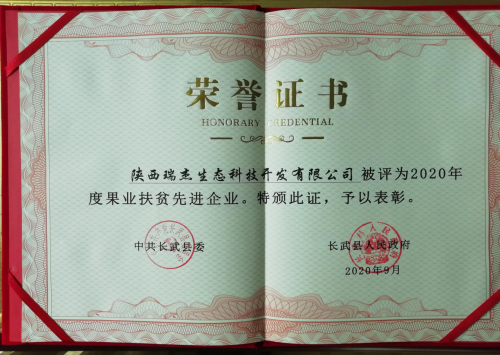 荣誉证书
HONORARY CREDENTIAL
陕西瑞杰生态科技开发有限公司 被评为2020年
度果业扶贫先进企业。特颁此证，予以表彰。
中共长武县委 长武县人民政府
2020年9月